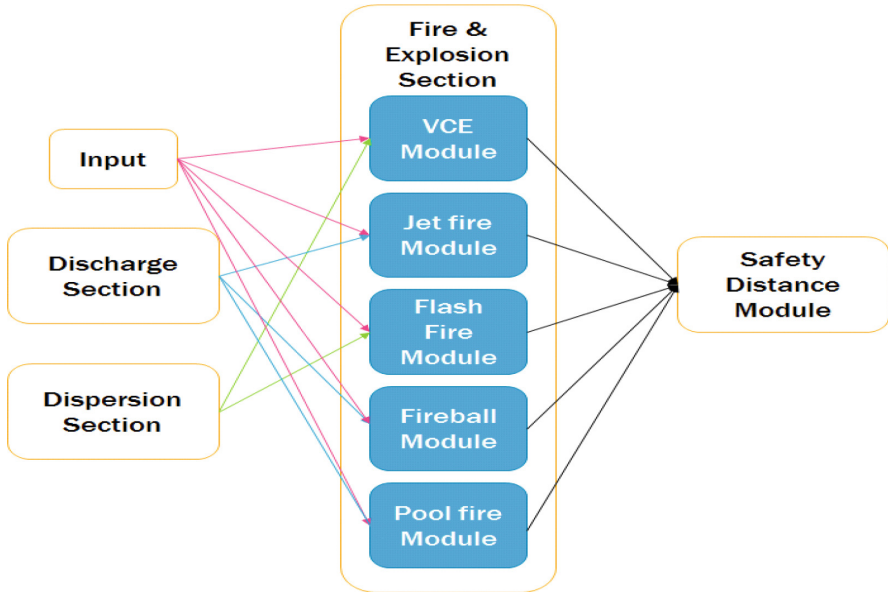 Fire &
Explosion
Section
VCE
Module
Input
Jet fire
Module
Discharge
Section
Safety
Distance
Module
Flash
Fire
Module
Dispersion
Section
Fireball
Module
Pool fire
Module